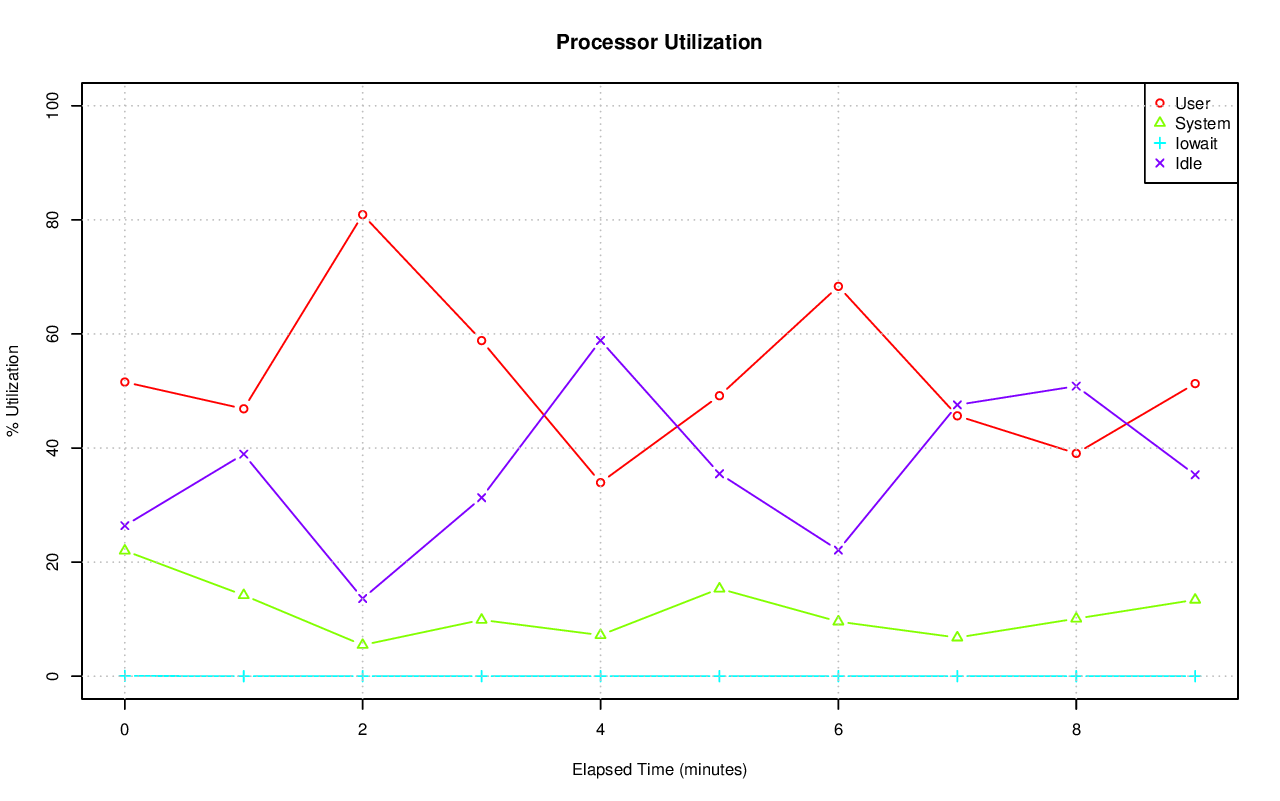 Processor Utilization
User
System
Iowait
Idle
% Utilization
100
80
60
40
20
0
0 2 4 6 8
Elapsed Time (minutes)